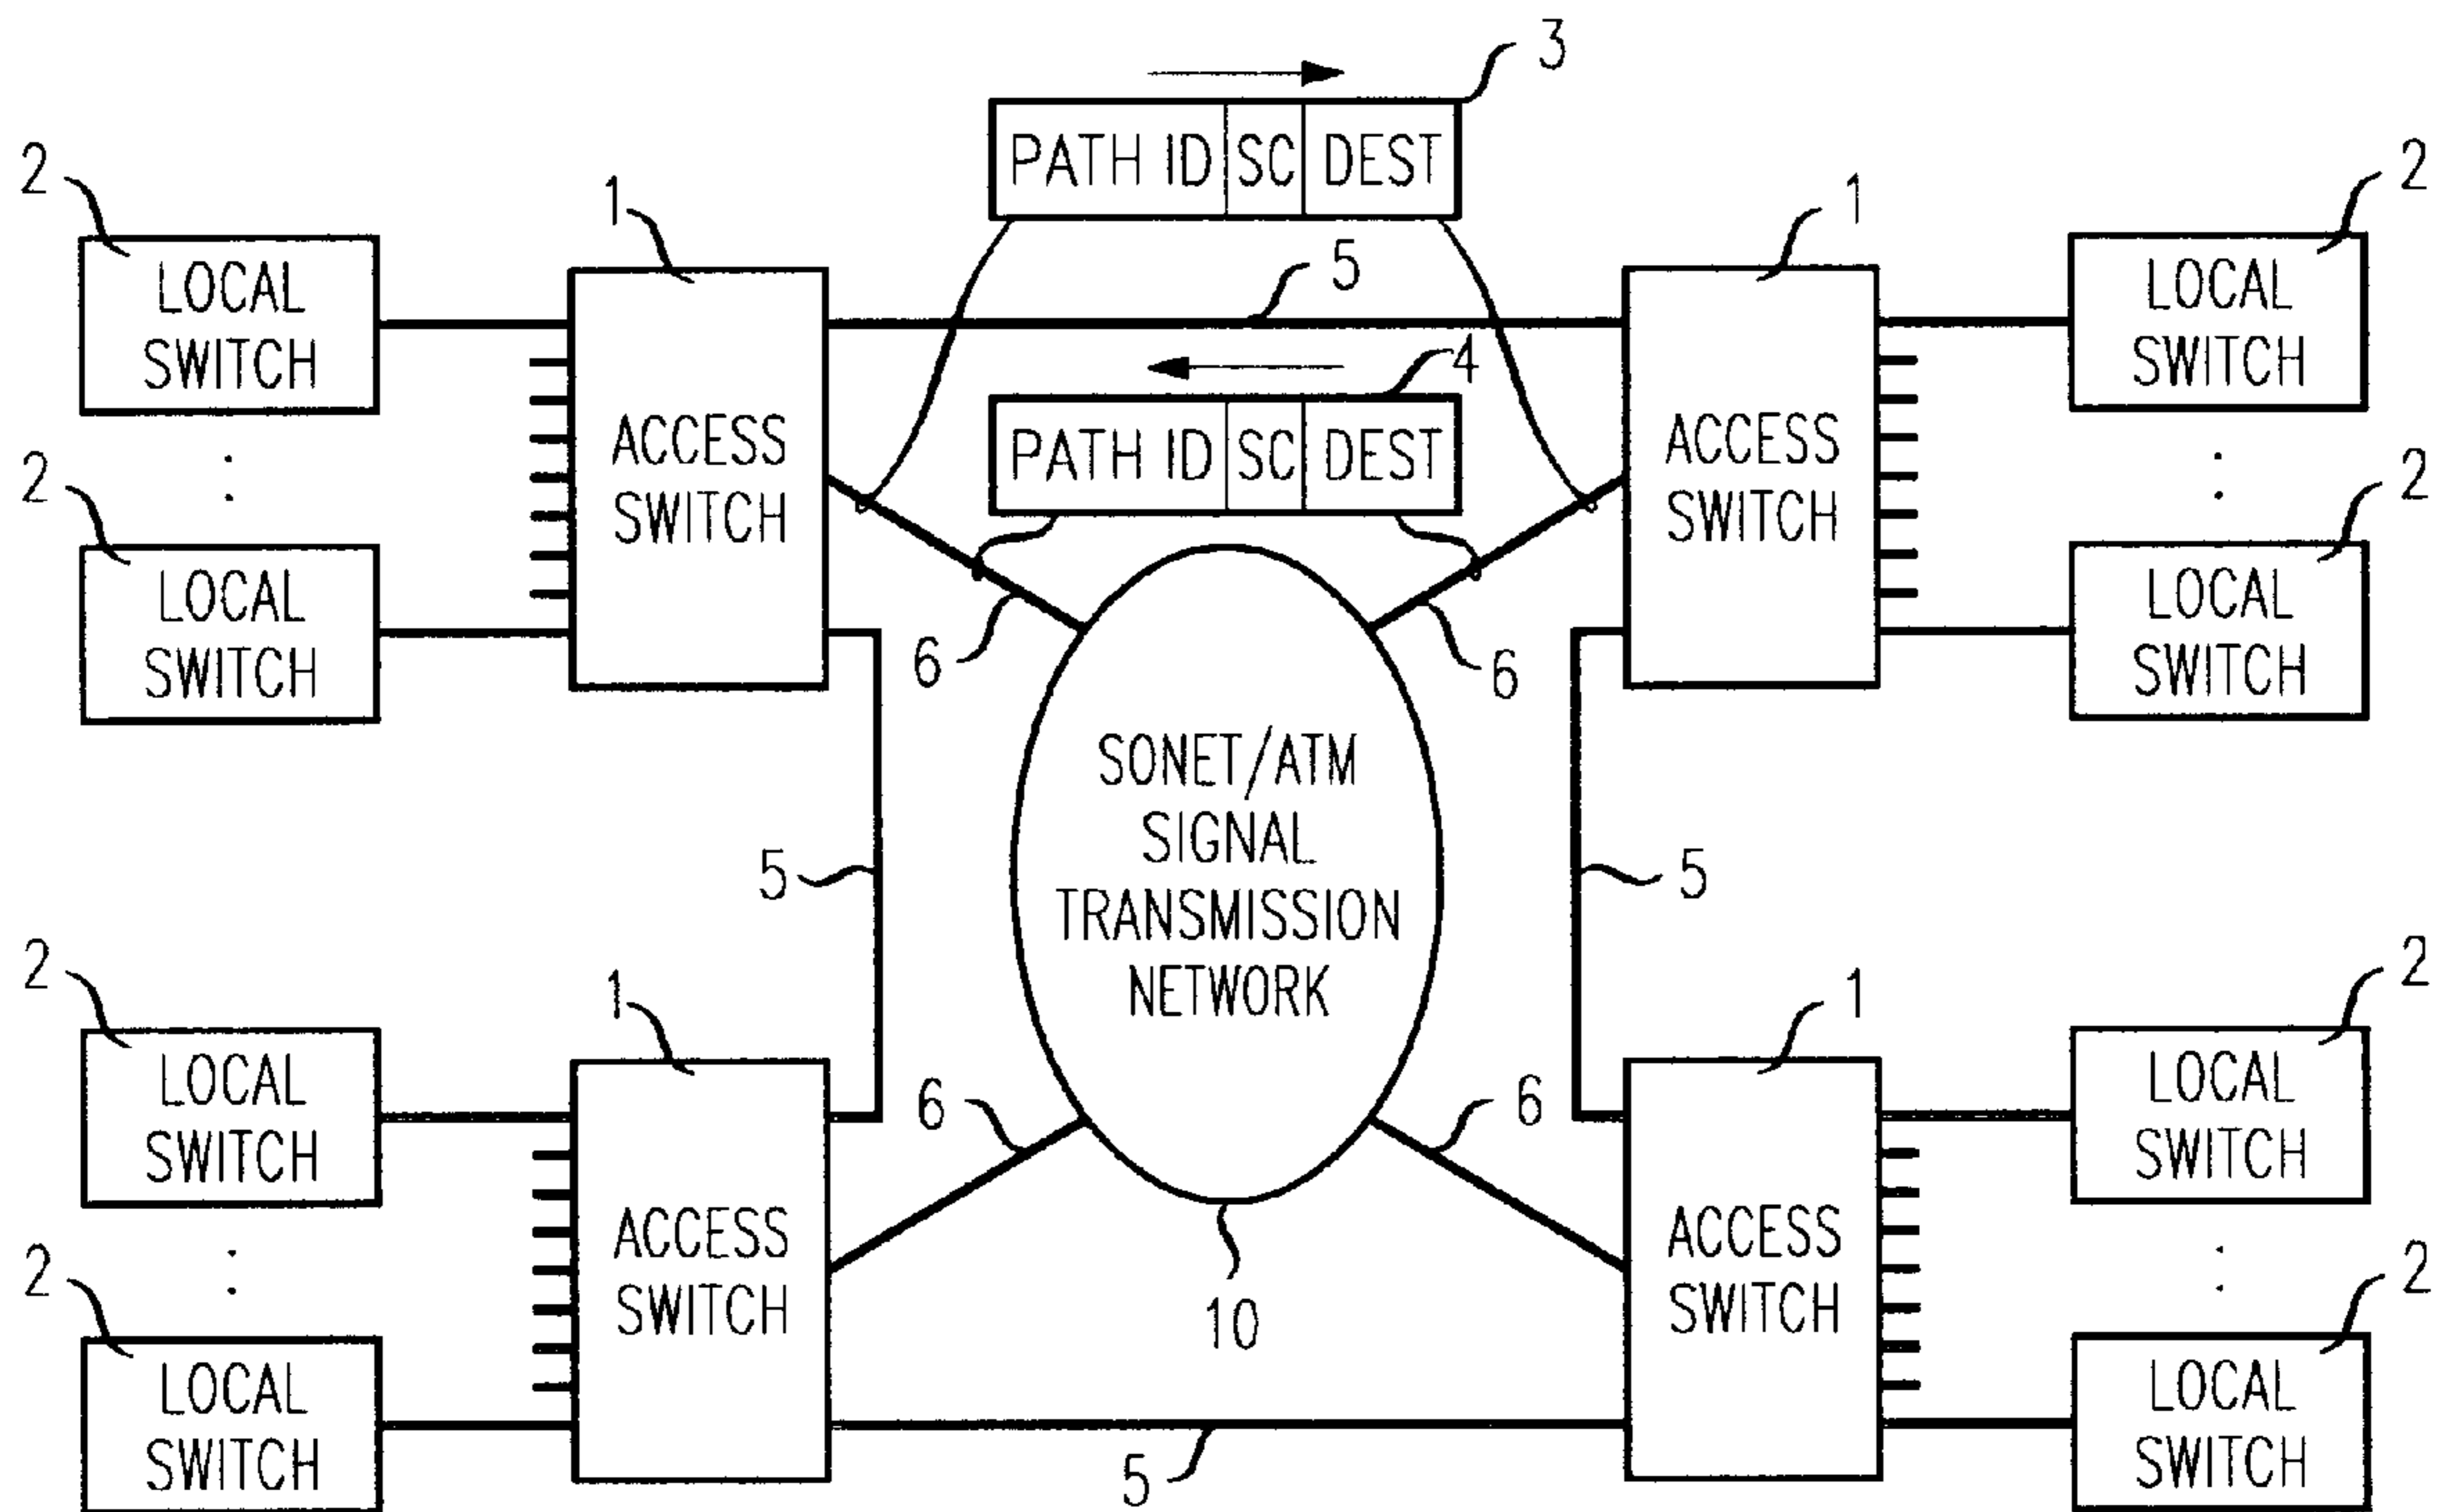 3
PATH ID SC DEST
2
1
1
2
LOCAL
SWITCH
5
LOCAL
SWITCH
4
PATH ID SC DEST
ACCESS
SWITCH
ACCESS
SWITCH
2
2
LOCAL
SWITCH
LOCAL
SWITCH
6
6
SONET/ATM
SIGNAL
TRANSMISSION
NETWORK
5
5
2
1
1
2
LOCAL
SWITCH
6
6
LOCAL
SWITCH
ACCESS
SWITCH
ACCESS
SWITCH
2
2
10
LOCAL
SWITCH
LOCAL
SWITCH
5